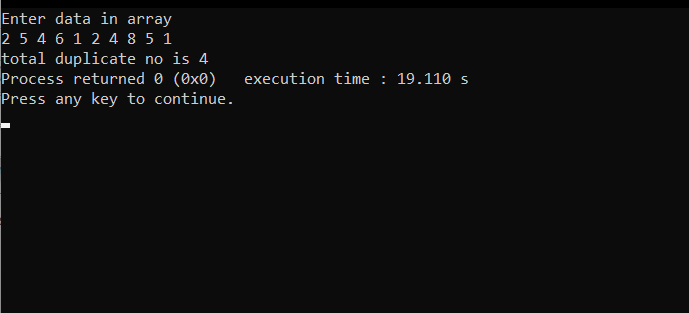 Enter data in array
2 5 4 6 1 2 4 8 5 1
total duplicate no is 4
Process returned 0 (0x0)   execution time : 19.110 s
Press any key to continue.